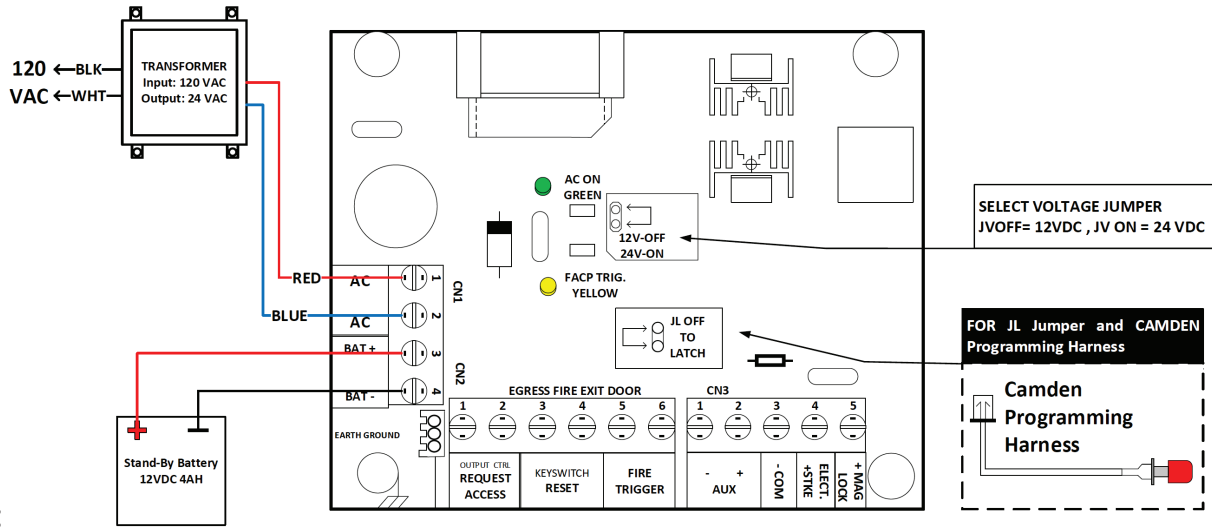 TRANSFORMER
Input: 120 VAC
Output: 24 VAC
120
VAC
BLK
WHT
AC ON
GREEN
12V-OFF
24V-ON
SELECT VOLTAGE JUMPER
JVOFF= 12VDC , JV ON = 24 VDC
FACP TRIG.
YELLOW
RED
BLUE
AC
AC
BAT +
BAT -
1
2
3
4
CN1
CN2
JL OFF
TO
LATCH
FOR JL Jumper and CAMDEN
Programming Harness
Camden
Programming
Harness
Stand-By Battery
12VDC 4AH
EARTH GROUND
EGRESS FIRE EXIT DOOR
1 2 3 4 5 6
OUTPUT CTRL
REQUEST
ACCESS
KEYSWITCH
RESET
FIRE
TRIGGER
CN3
1 2 3 4 5
- +
AUX
- COM
ELECT.
+STKE
+ MAG
LOCK